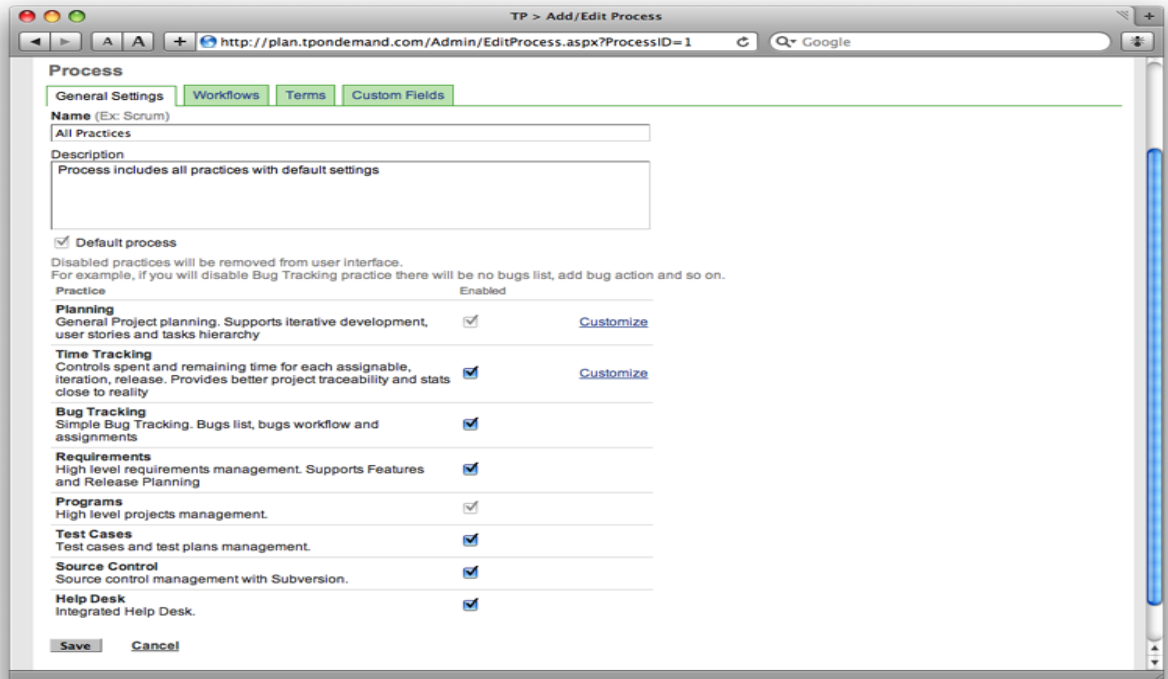 TP > Add/Edit Process
A A + http://plan.tpondemand.com/Admin/EditProcess.aspx?ProcessID=1 Google
Process
General Settings Workflows Terms Custom Fields
Name (Ex: Scrum)
All Practices
Description
Process includes all practices with default settings
Default process
Disabled practices will be removed from user interface.
For example, if you will disable Bug Tracking practice there will be no bugs list, add bug action and so on.
Practice Enabled
Planning
General Project planning. Supports iterative development,
user stories and tasks hierarchy
Customize
Time Tracking
Controls spent and remaining time for each assignable,
iteration, release. Provides better project traceability and stats
close to reality
Customize
Bug Tracking
Simple Bug Tracking. Bugs list, bugs workflow and
assignments
Requirements
High level requirements management. Supports Features
and Release Planning
Programs
High level projects management.
Test Cases
Test cases and test plans management.
Source Control
Source control management with Subversion.
Help Desk
Integrated Help Desk.
Save Cancel